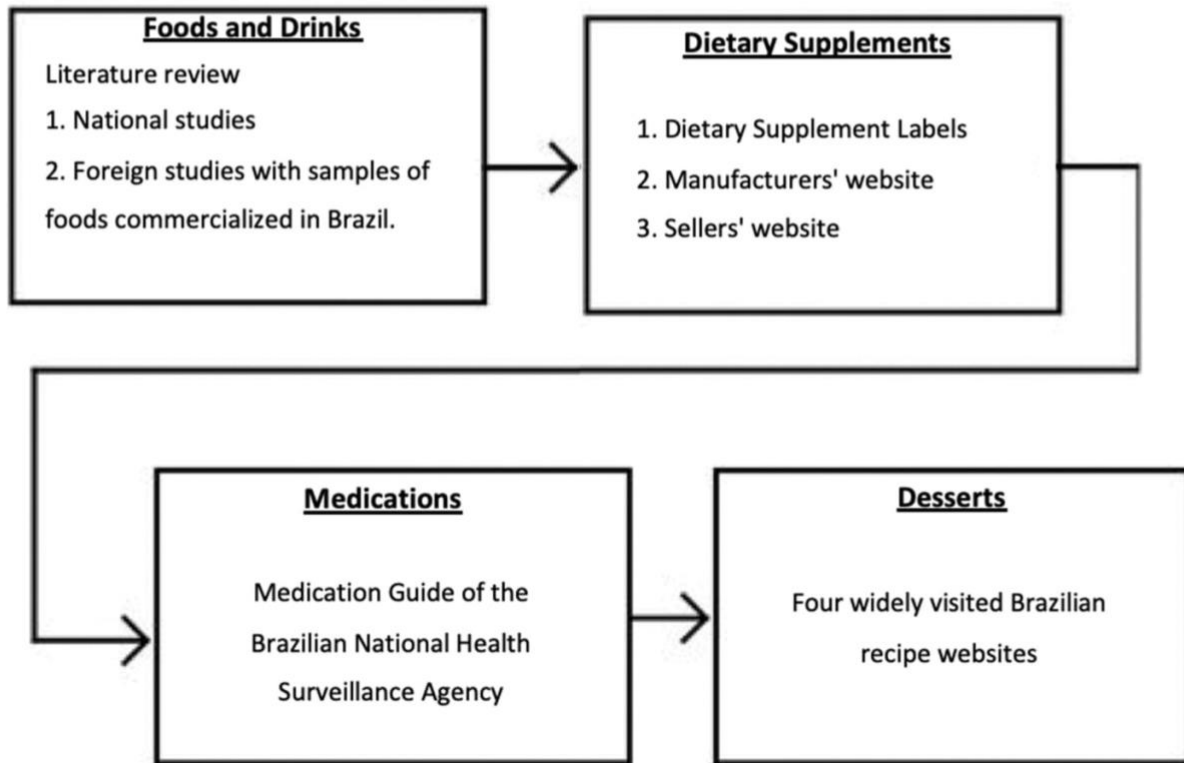 Foods and Drinks
Literature review
1. National studies
2. Foreign studies with samples of
foods commercialized in Brazil.
Dietary Supplements
1. Dietary Supplement Labels
2. Manufacturers' website
3. Sellers' website
Medications
Medication Guide of the
Brazilian National Health
Surveillance Agency
Desserts
Four widely visited Brazilian
recipe websites